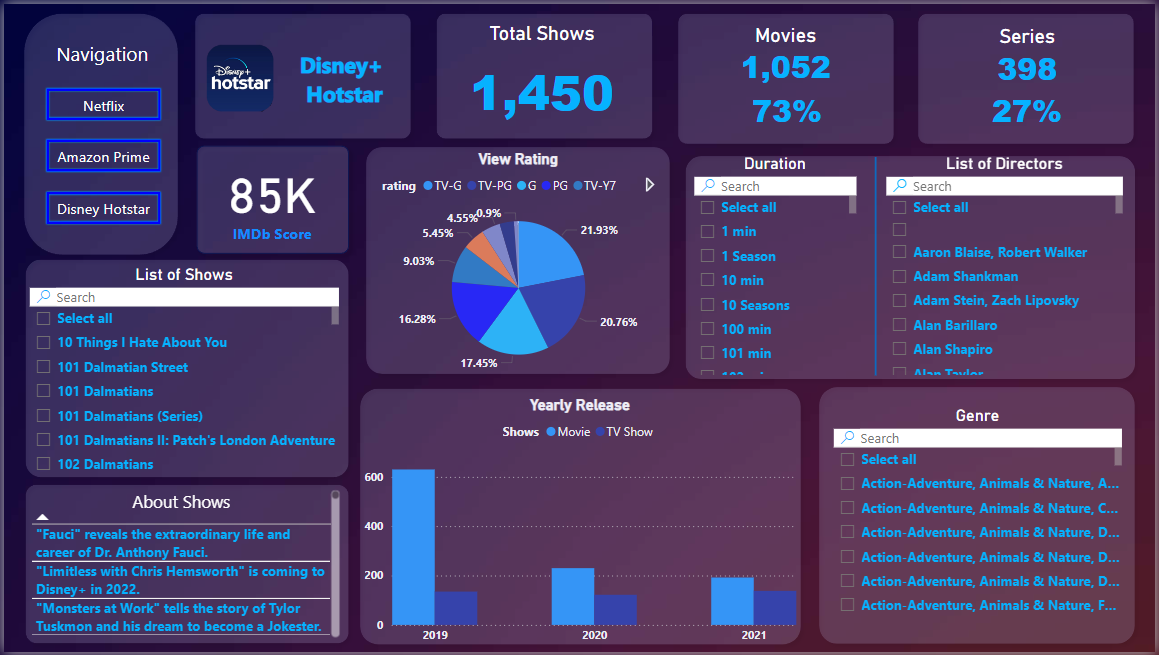 Navigation
Netflix
Amazon Prime
Disney Hotstar
Disney+
hotstar
Disney+
Hotstar
Total Shows
1,450
Movies
1,052
73%
Series
398
27%
85K
IMDb Score
View Rating
rating
TV-G
TV-PG
G
PG
TV-Y7
21.93%
20.76%
17.45%
16.28%
9.03%
5.45%
4.55%
0.9%
Duration
Search
Select all
1 min
1 Season
10 min
10 Seasons
100 min
101 min
List of Directors
Search
Select all
Aaron Blaise, Robert Walker
Adam Shankman
Adam Stein, Zach Lipovsky
Alan Barillaro
Alan Shapiro
Alan Taylor
List of Shows
Search
Select all
10 Things I Hate About You
101 Dalmatian Street
101 Dalmatians
101 Dalmatians (Series)
101 Dalmatians II: Patch's London Adventure
102 Dalmatians
About Shows
"Fauci" reveals the extraordinary life and
career of Dr. Anthony Fauci.
"Limitless with Chris Hemsworth" is coming to
Disney+ in 2022.
"Monsters at Work" tells the story of Tylor
Tuskmon and his dream to become a Jokester.
Yearly Release
Shows
Movie
TV Show
600
400
200
0
2019
2020
2021
Genre
Search
Select all
Action-Adventure, Animals & Nature, A...
Action-Adventure, Animals & Nature, C...
Action-Adventure, Animals & Nature, D...
Action-Adventure, Animals & Nature, D...
Action-Adventure, Animals & Nature, D...
Action-Adventure, Animals & Nature, F...